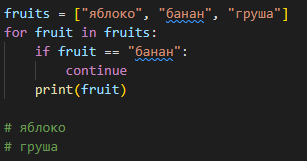 fruits = ["яблоко", "банан", "груша"]
for fruit in fruits:
    if fruit == "банан":
        continue
    print(fruit)

# яблоко
# груша